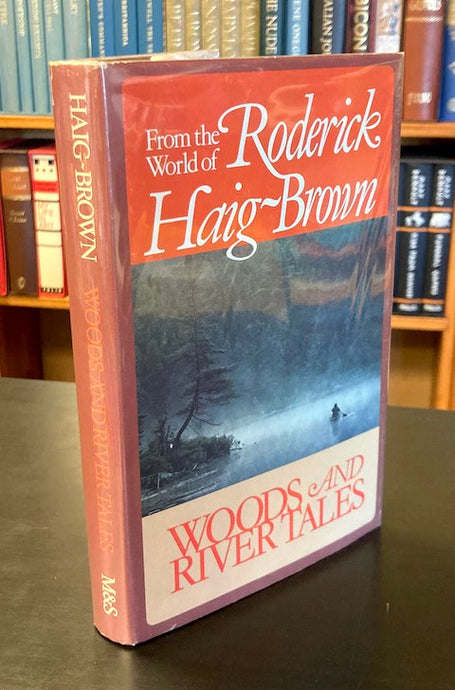 From the
World of
Roderick
Haig-Brown
WOODS AND
RIVER TALES
HAIG-BROWN
WOODS AND RIVER TALES
M&S